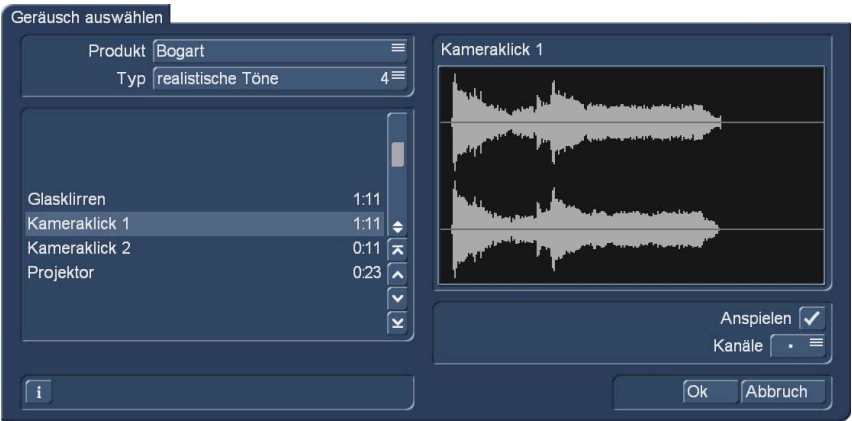 Geräusch auswählen
Produkt Bogart
Typ realistische Töne 4
Glasklirren 1:11
Kameraklick 1 1:11
Kameraklick 2 0:11
Projektor 0:23
Kameraklick 1
Anspielen
Kanäle
i
Ok Abbruch